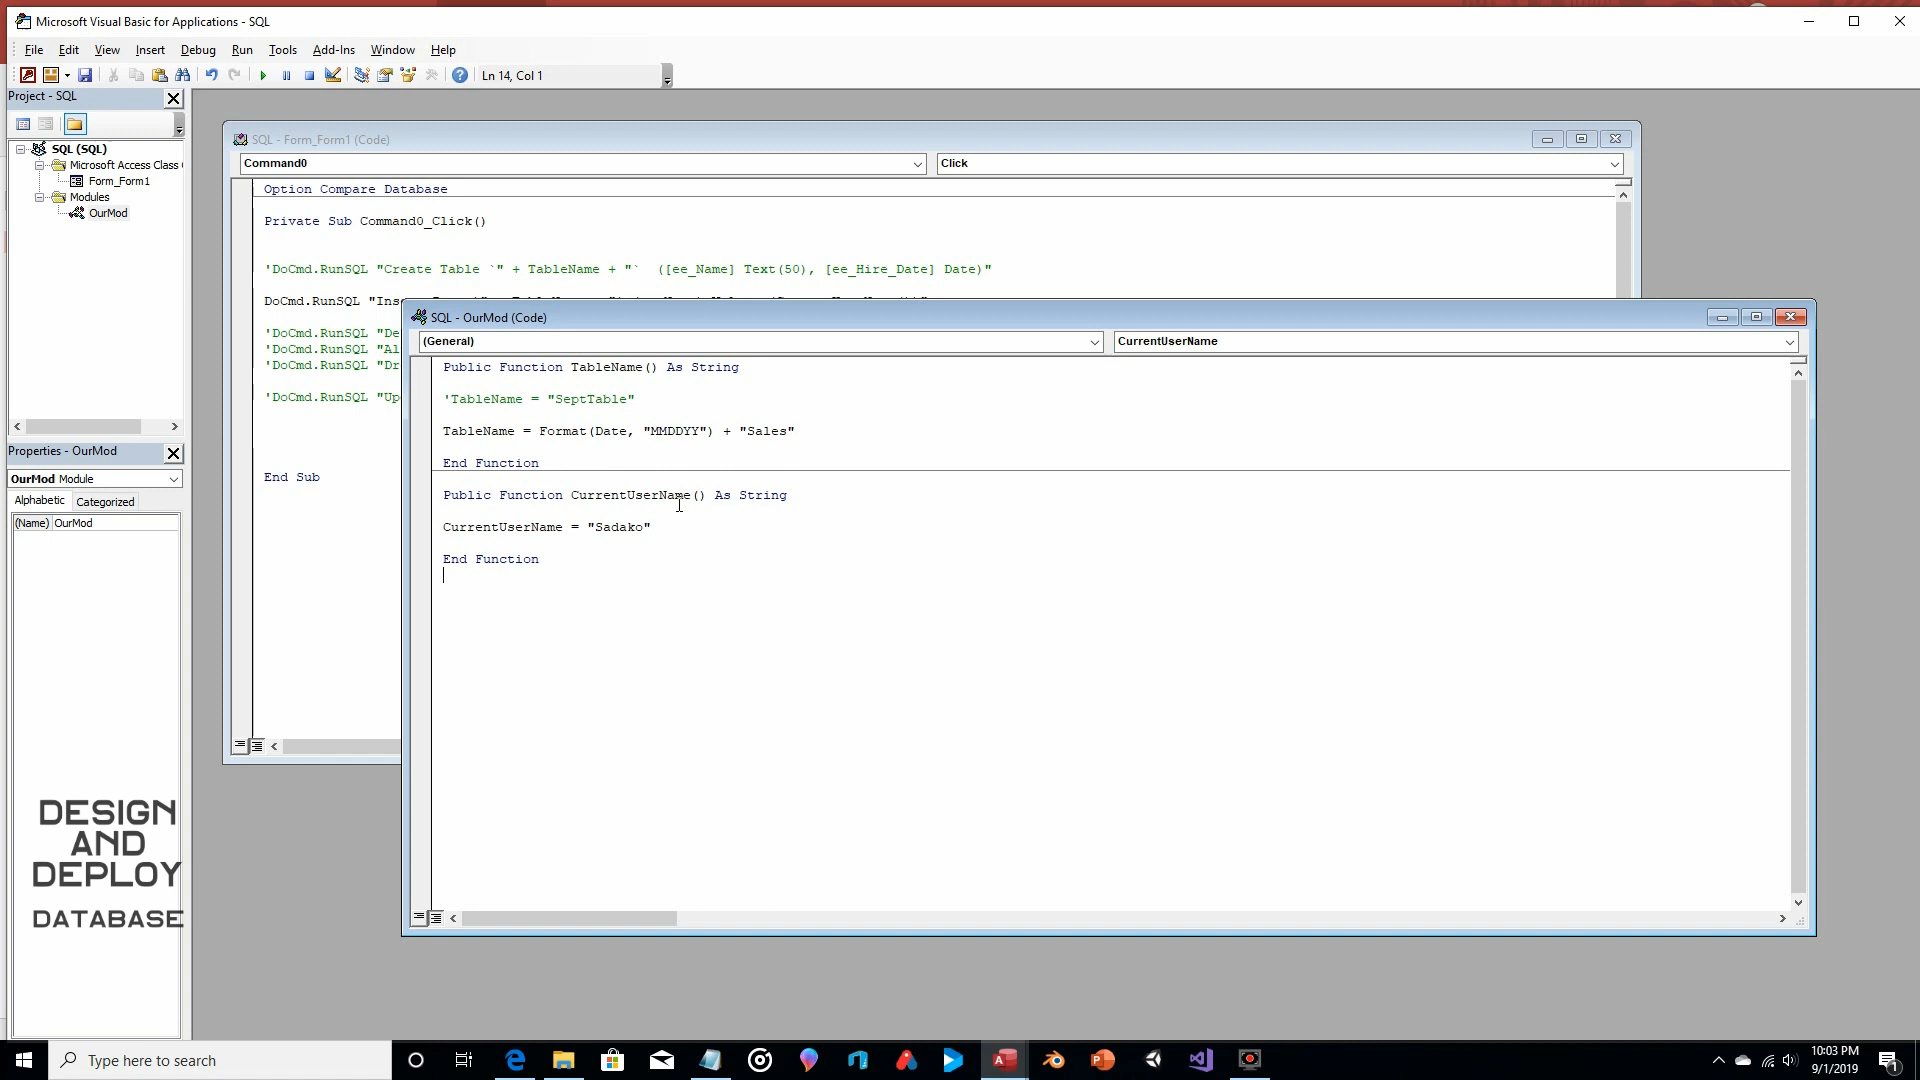 Microsoft Visual Basic for Applications - SQL
File Edit View Insert Debug Run Tools Add-Ins Window Help
Ln 14, Col 1
Project - SQL
SQL (SQL)
Microsoft Access Class
Form_Form1
Modules
OurMod
Properties - OurMod
OurMod Module
Alphabetic Categorized
(Name) OurMod
SQL - Form_Form1 (Code)
Command0 Click
Option Compare Database
Private Sub Command0_Click()
'DoCmd.RunSQL "Create Table `" + TableName + "` ([ee_Name] Text(50), [ee_Hire_Date] Date)"
DoCmd.RunSQL
'DoCmd.RunSQL "De
'DoCmd.RunSQL "Al
'DoCmd.RunSQL "Dr
'DoCmd.RunSQL "Up
End Sub
SQL - OurMod (Code)
(General) CurrentUserName
Public Function TableName() As String
'TableName = "SeptTable"
TableName = Format(Date, "MMDDYY") + "Sales"
End Function
Public Function CurrentUserName() As String
CurrentUserName = "Sadako"
End Function
DESIGN
AND
DEPLOY
DATABASE
Type here to search
10:03 PM
9/1/2019
1